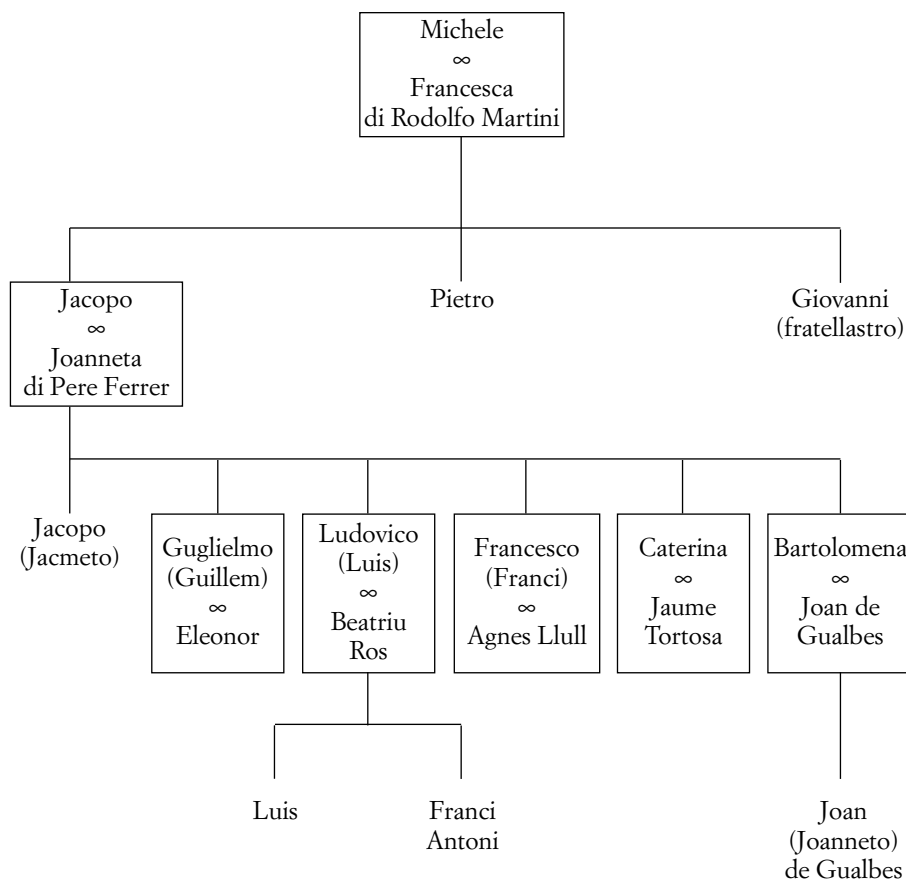 Michele
∞
Francesca
di Rodolfo Martini
Jacopo
∞
Joanneta
di Pere Ferrer
Pietro
Giovanni
(fratellastro)
Jacopo
(Jacmeto)
Guglielmo
(Guillem)
∞
Eleonor
Ludovico
(Luis)
∞
Beatriu
Ros
Francesco
(Franci)
∞
Agnes Llull
Caterina
∞
Jaume
Tortosa
Bartolomena
∞
Joan de
Gualbes
Luis
Franci
Antoni
Joan
(Joanneto)
de Gualbes